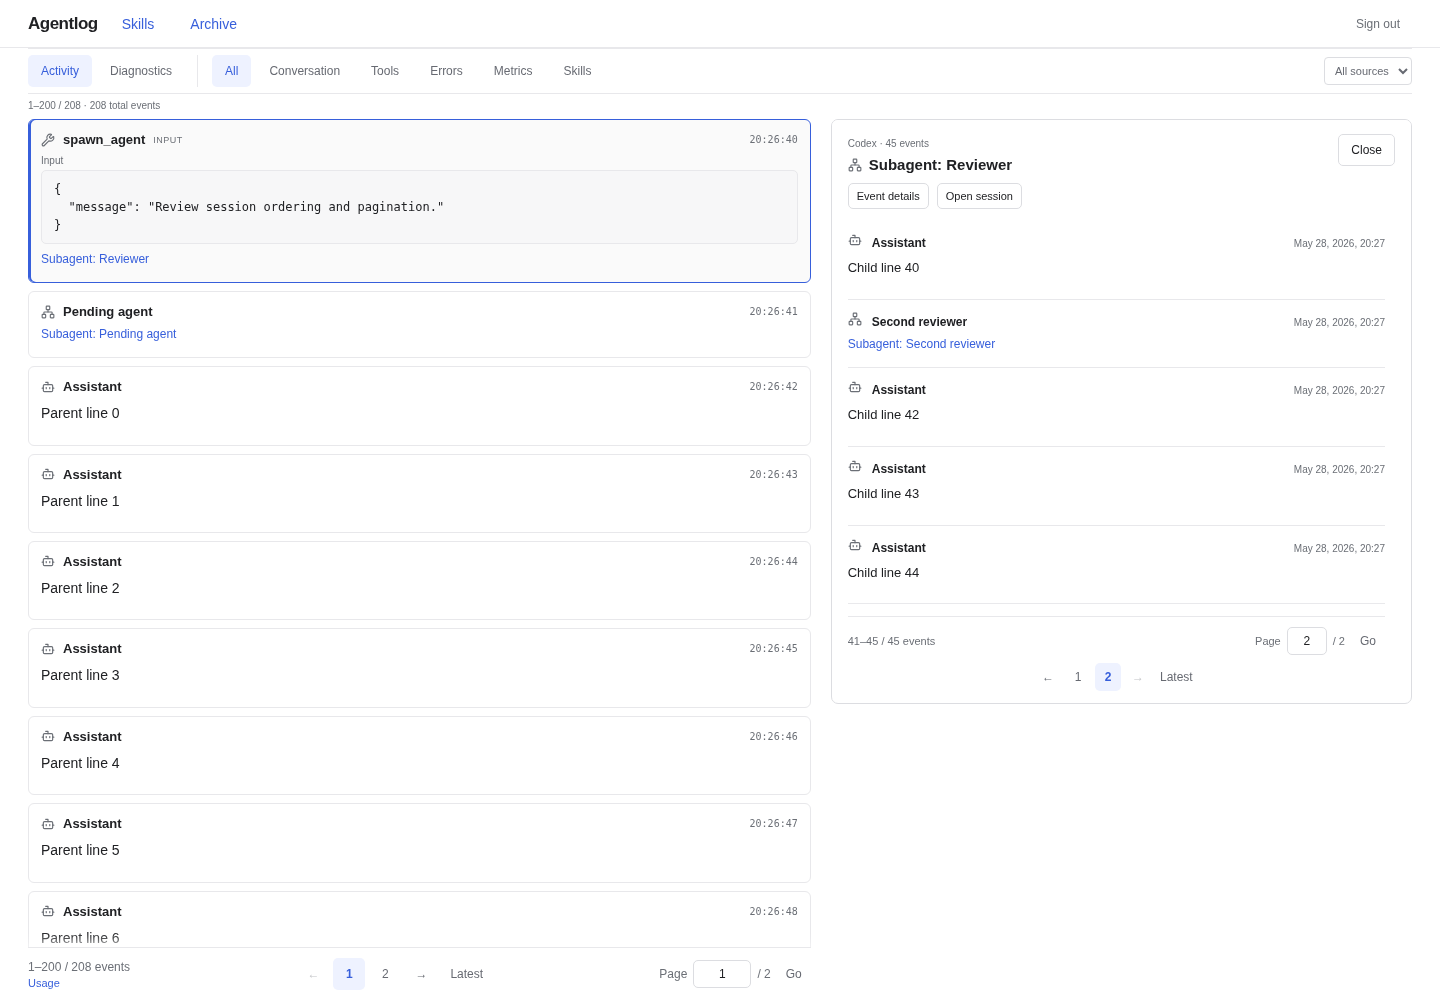 Agentlog Skills Archive Sign out
Activity Diagnostics All Conversation Tools Errors Metrics Skills All sources
1–200 / 208 · 208 total events
spawn_agent INPUT 20:26:40
Input
{
"message": "Review session ordering and pagination."
}
Subagent: Reviewer
Pending agent 20:26:41
Subagent: Pending agent
Assistant 20:26:42
Parent line 0
Assistant 20:26:43
Parent line 1
Assistant 20:26:44
Parent line 2
Assistant 20:26:45
Parent line 3
Assistant 20:26:46
Parent line 4
Assistant 20:26:47
Parent line 5
Assistant 20:26:48
Parent line 6
1–200 / 208 events
Usage
← 1 2 → Latest
Page 1 / 2 Go
Codex · 45 events
Close
Subagent: Reviewer
Event details Open session
Assistant May 28, 2026, 20:27
Child line 40
Second reviewer May 28, 2026, 20:27
Subagent: Second reviewer
Assistant May 28, 2026, 20:27
Child line 42
Assistant May 28, 2026, 20:27
Child line 43
Assistant May 28, 2026, 20:27
Child line 44
41–45 / 45 events Page 2 / 2 Go
← 1 2 → Latest